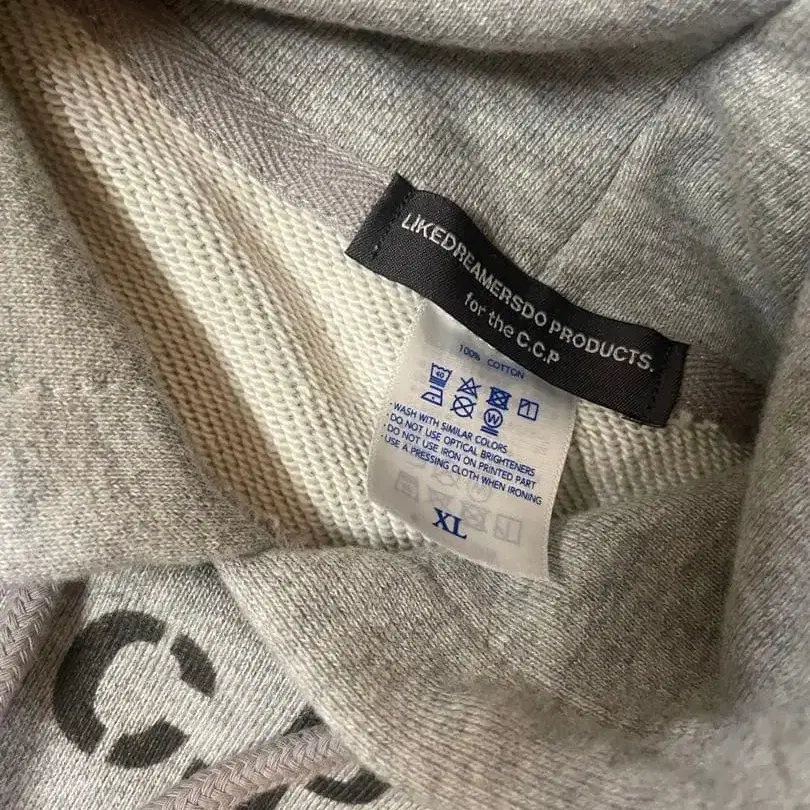 LIKEDREAMERSDO PRODUCTS.
for the C.C.P
100% COTTON
40
W
· WASH WITH SIMILAR COLORS
· DO NOT USE OPTICAL BRIGHTENERS
· DO NOT USE IRON ON PRINTED PART
· USE A PRESSING CLOTH WHEN IRONING
XL
C